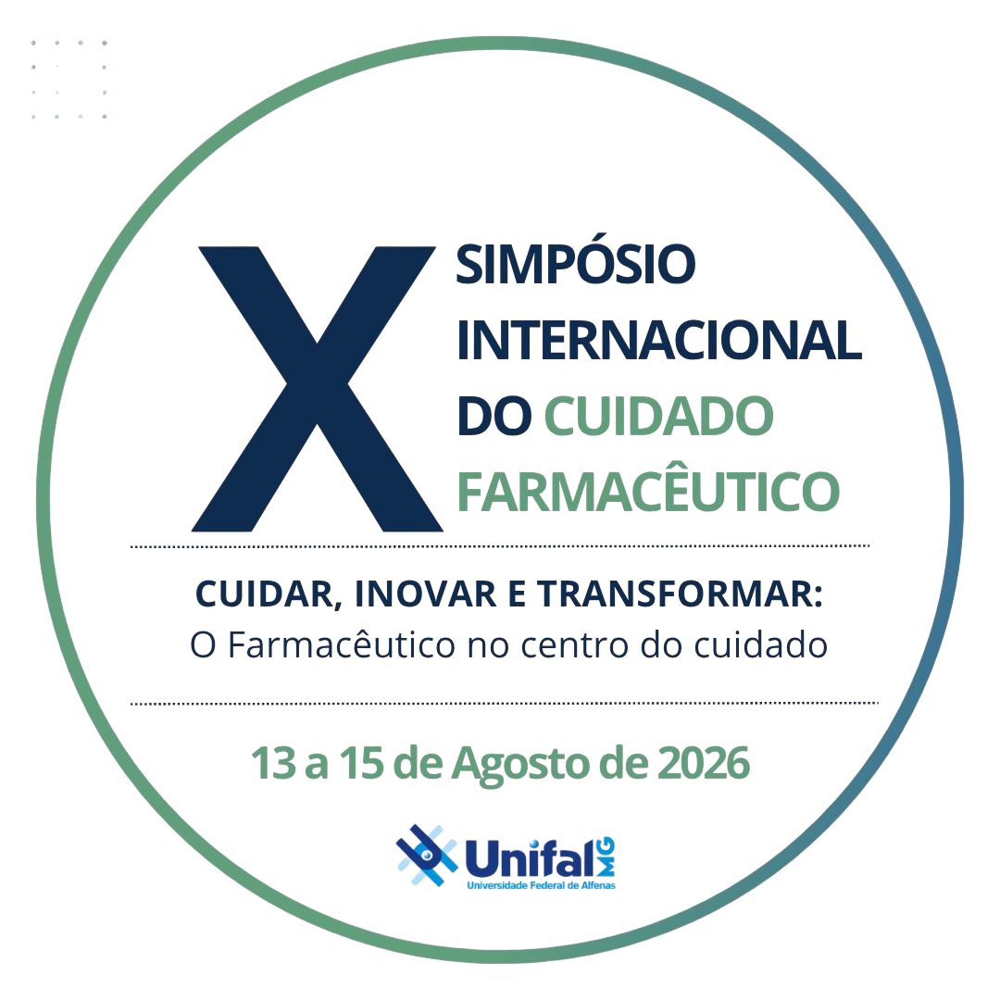 X
SIMPÓSIO
INTERNACIONAL
DO CUIDADO
FARMACÊUTICO
CUIDAR, INOVAR E TRANSFORMAR:
O Farmacêutico no centro do cuidado
13 a 15 de Agosto de 2026
Unifal MG
Universidade Federal de Alfenas